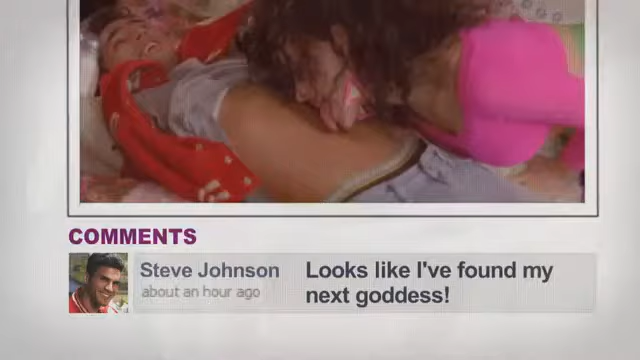 COMMENTS
Steve Johnson
about an hour ago
Looks like I've found my
next goddess!